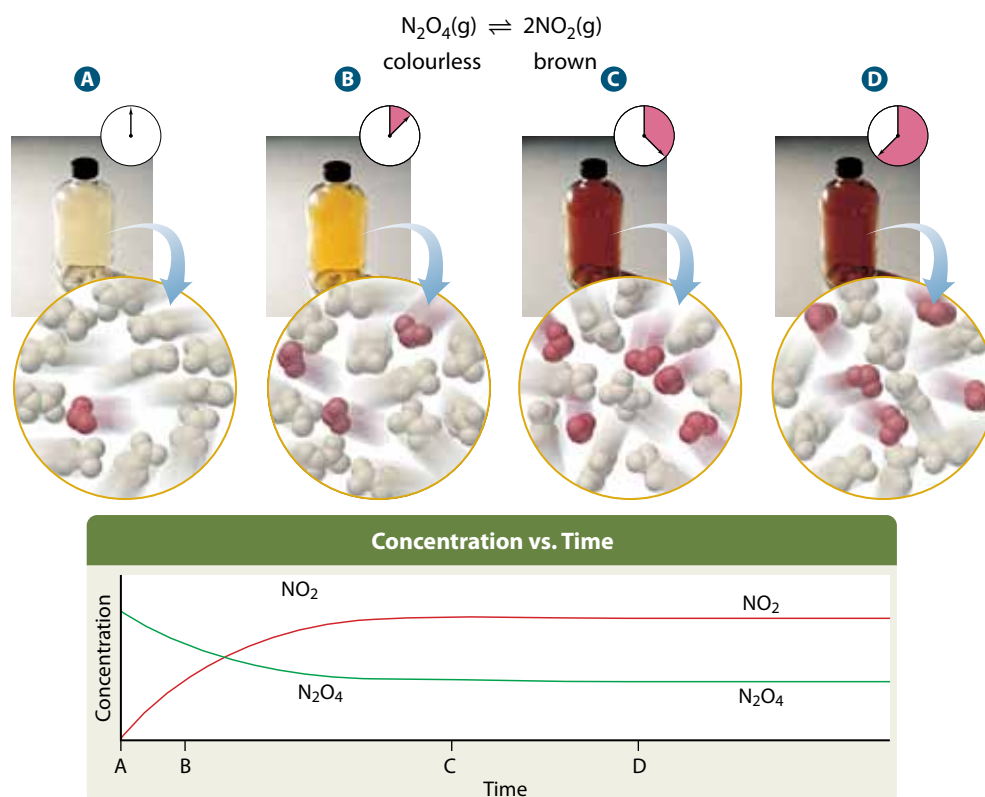 N₂O₄(g) ⇌ 2NO₂(g)
colourless brown
A B C D
Concentration vs. Time
Concentration
NO₂
NO₂
N₂O₄
N₂O₄
A B C D
Time